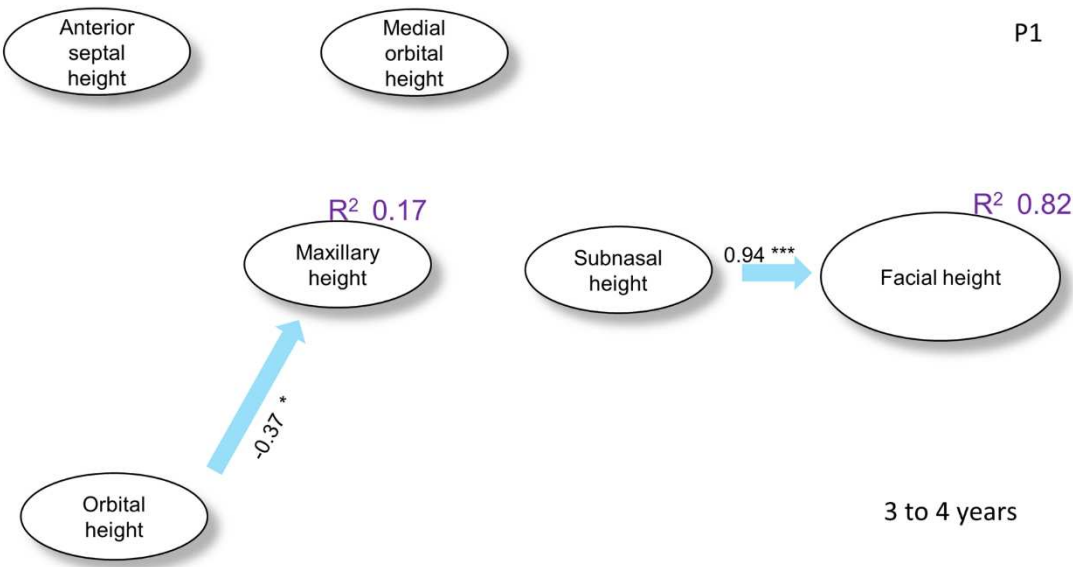 Anterior
septal
height
Medial
orbital
height
P1
R² 0.17
Maxillary
height
Subnasal
height
0.94 ***
R² 0.82
Facial height
-0.37 *
Orbital
height
3 to 4 years